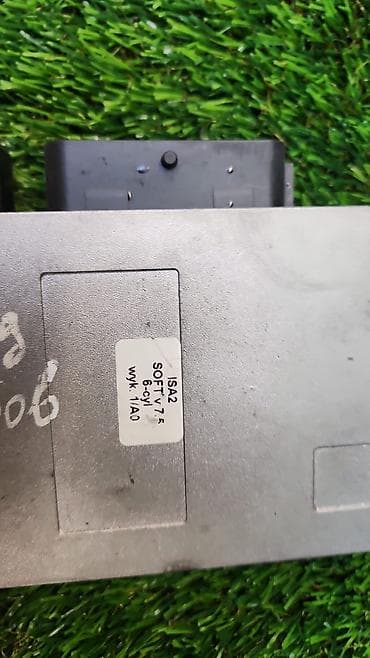 ISA2
SOFT v 7.5
6-cyl
wyk. 1/A0